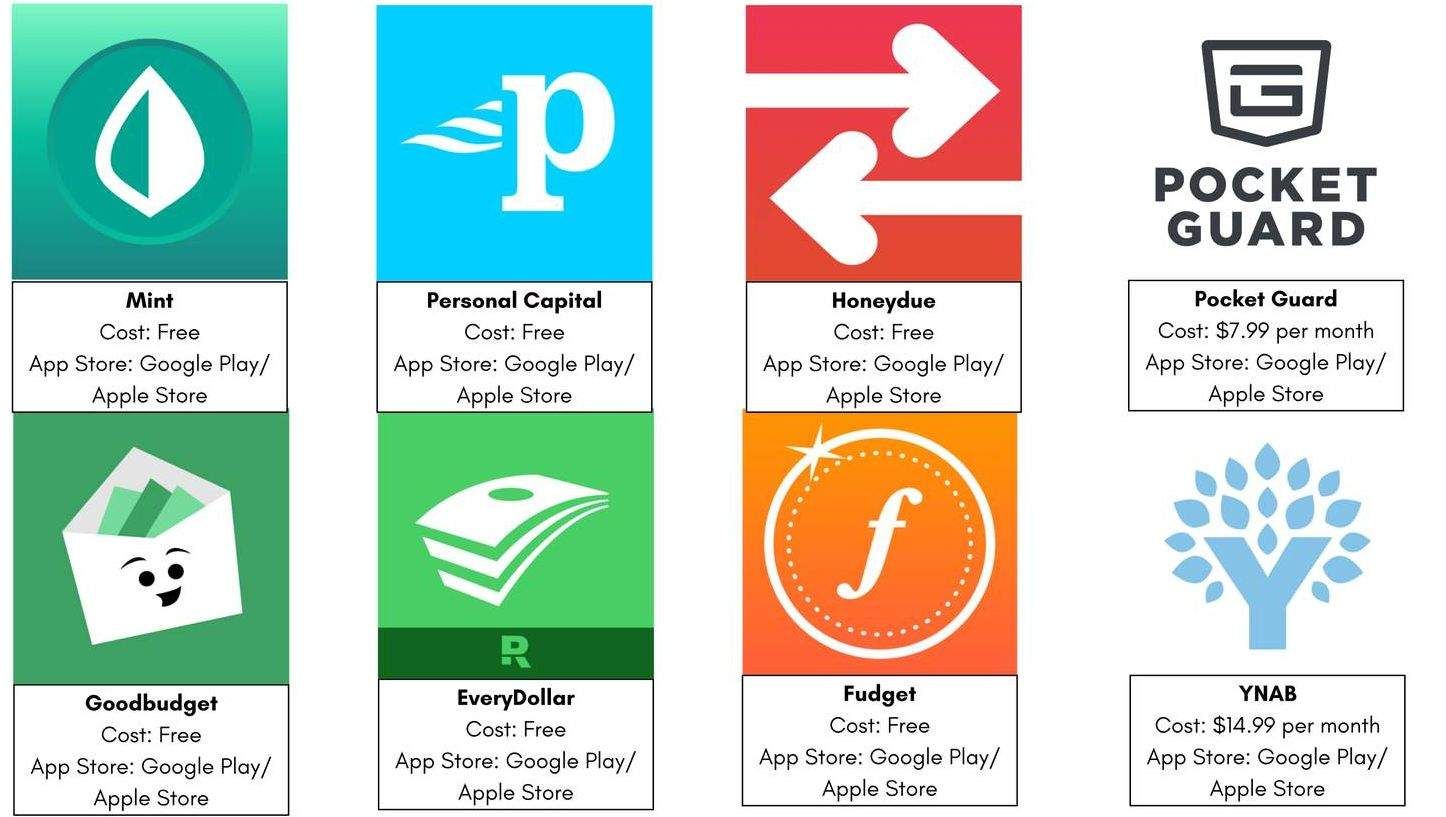 p
G
POCKET
GUARD
Mint
Cost: Free
App Store: Google Play/
Apple Store
Personal Capital
Cost: Free
App Store: Google Play/
Apple Store
Honeydue
Cost: Free
App Store: Google Play/
Apple Store
Pocket Guard
Cost: $7.99 per month
App Store: Google Play/
Apple Store
R
f
Y
Goodbudget
Cost: Free
App Store: Google Play/
Apple Store
EveryDollar
Cost: Free
App Store: Google Play/
Apple Store
Fudget
Cost: Free
App Store: Google Play/
Apple Store
YNAB
Cost: $14.99 per month
App Store: Google Play/
Apple Store